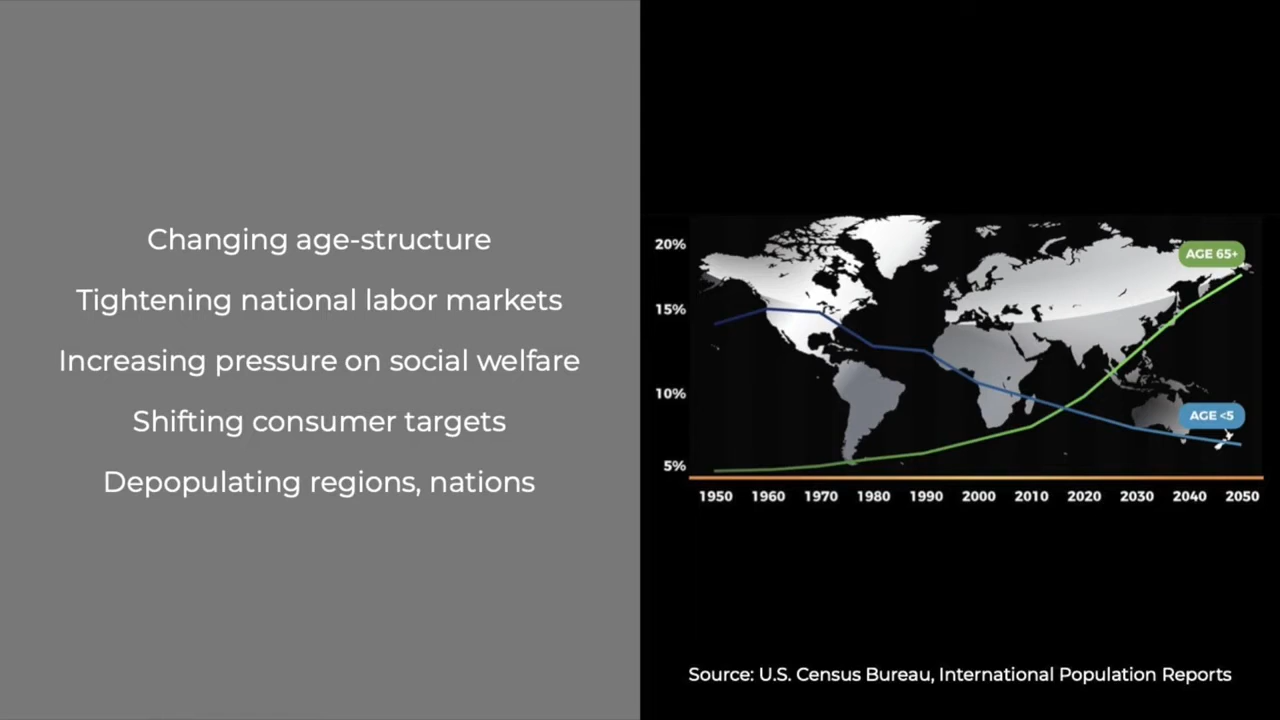 Changing age-structure
Tightening national labor markets
Increasing pressure on social welfare
Shifting consumer targets
Depopulating regions, nations
20%
AGE 65+
15%
10%
AGE <5
5%
1950 1960 1970 1980 1990 2000 2010 2020 2030 2040 2050
Source: U.S. Census Bureau, International Population Reports